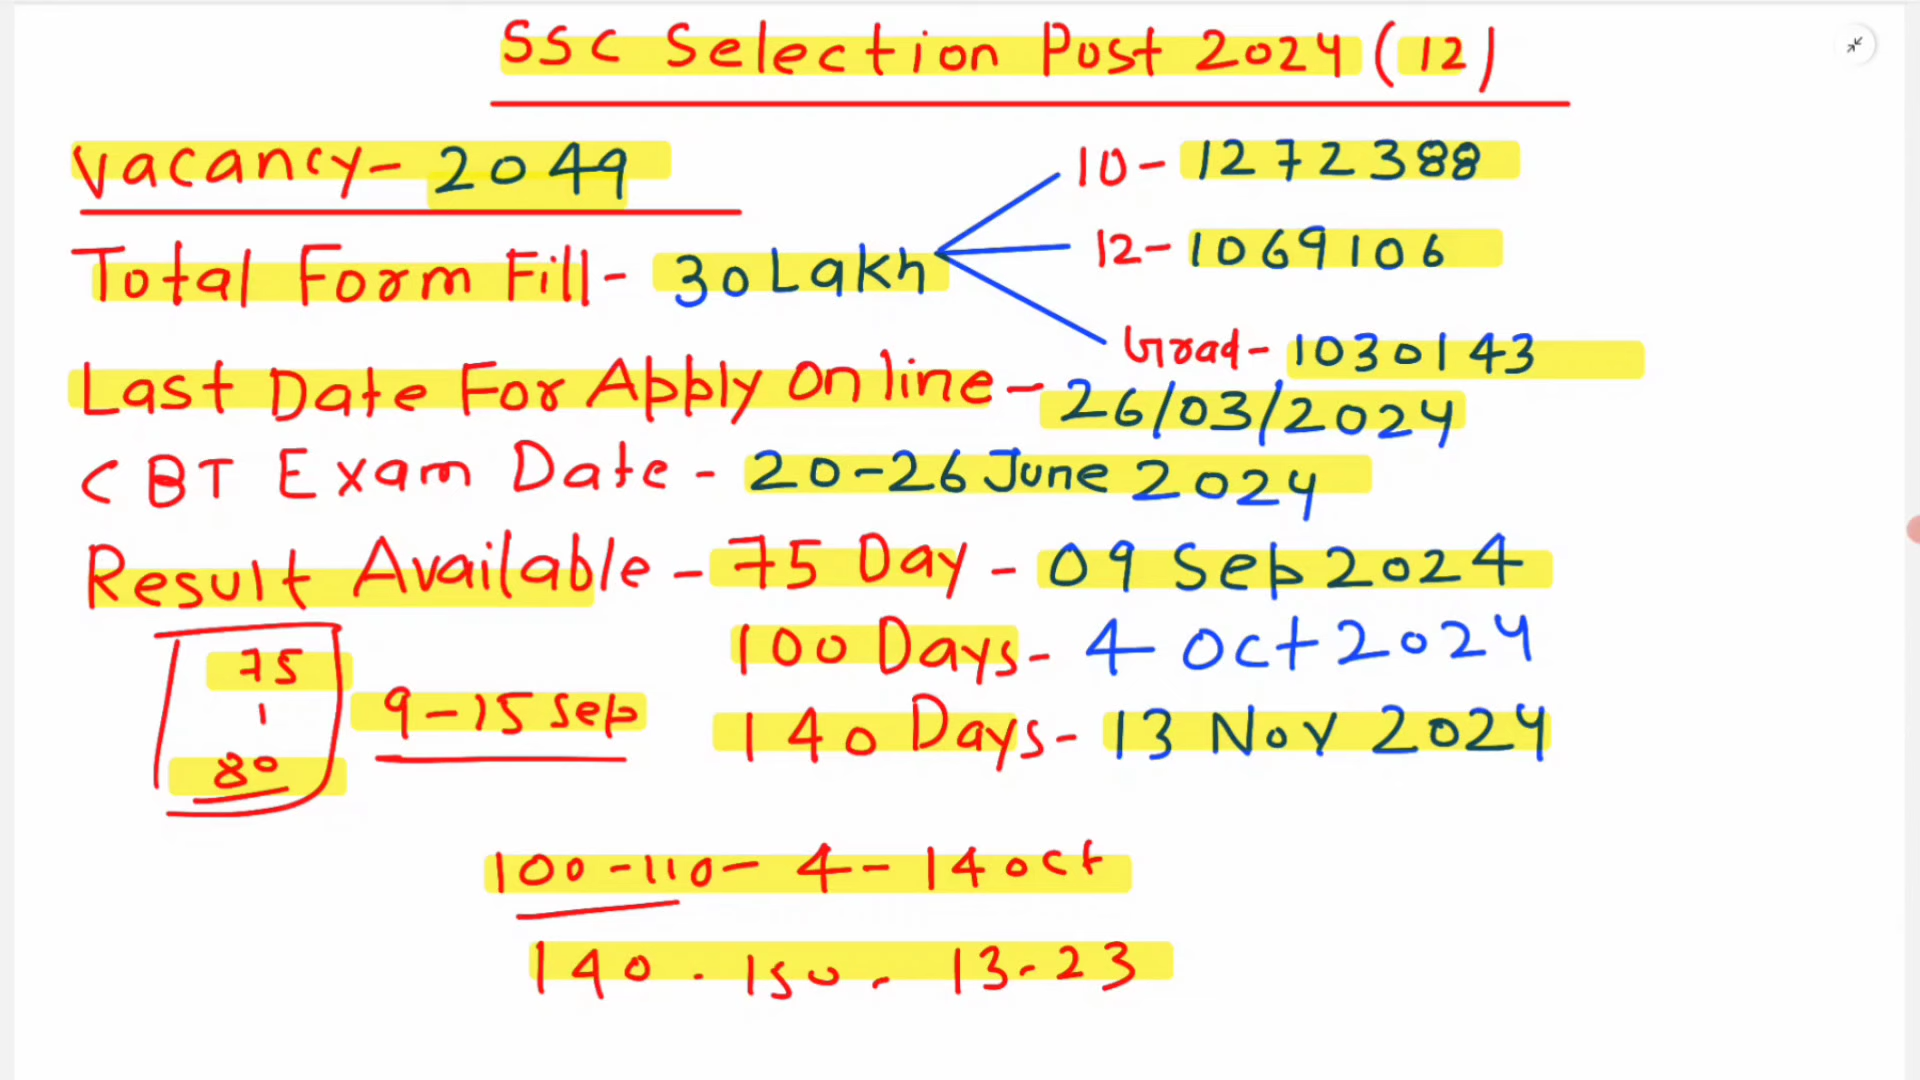 SSC Selection Post 2024 (12)
Vacancy- 2049
10- 1272388
Total Form Fill- 30 Lakh
12- 1069106
Grad- 1030143
Last Date For Apply Online- 26/03/2024
CBT Exam Date - 20-26 June 2024
Result Available - 75 Day - 09 Sep 2024
100 Days- 4 Oct 2024
140 Days- 13 Nov 2024
75
ı
80
9-15 Sep
100-110- 4-14 oct
140 - 150 - 13-23